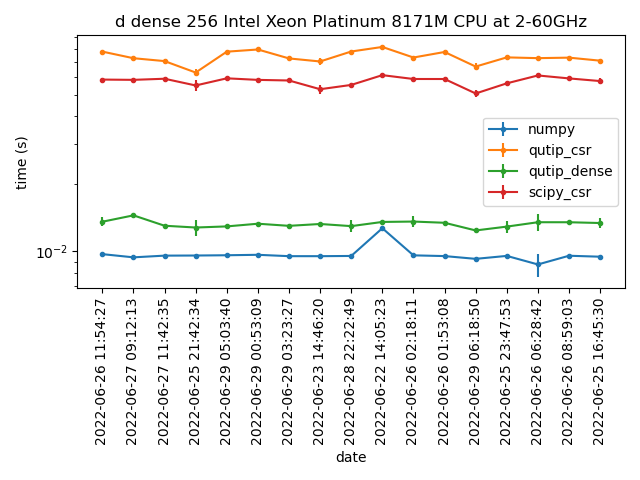 d dense 256 Intel Xeon Platinum 8171M CPU at 2-60GHz
time (s)
10⁻²
numpy
qutip_csr
qutip_dense
scipy_csr
2022-06-26 11:54:27
2022-06-27 09:12:13
2022-06-27 11:42:35
2022-06-25 21:42:34
2022-06-29 05:03:40
2022-06-29 00:53:09
2022-06-29 03:23:27
2022-06-23 14:46:20
2022-06-28 22:22:49
2022-06-22 14:05:23
2022-06-26 02:18:11
2022-06-26 01:53:08
2022-06-29 06:18:50
2022-06-25 23:47:53
2022-06-26 06:28:42
2022-06-26 08:59:03
2022-06-25 16:45:30
date